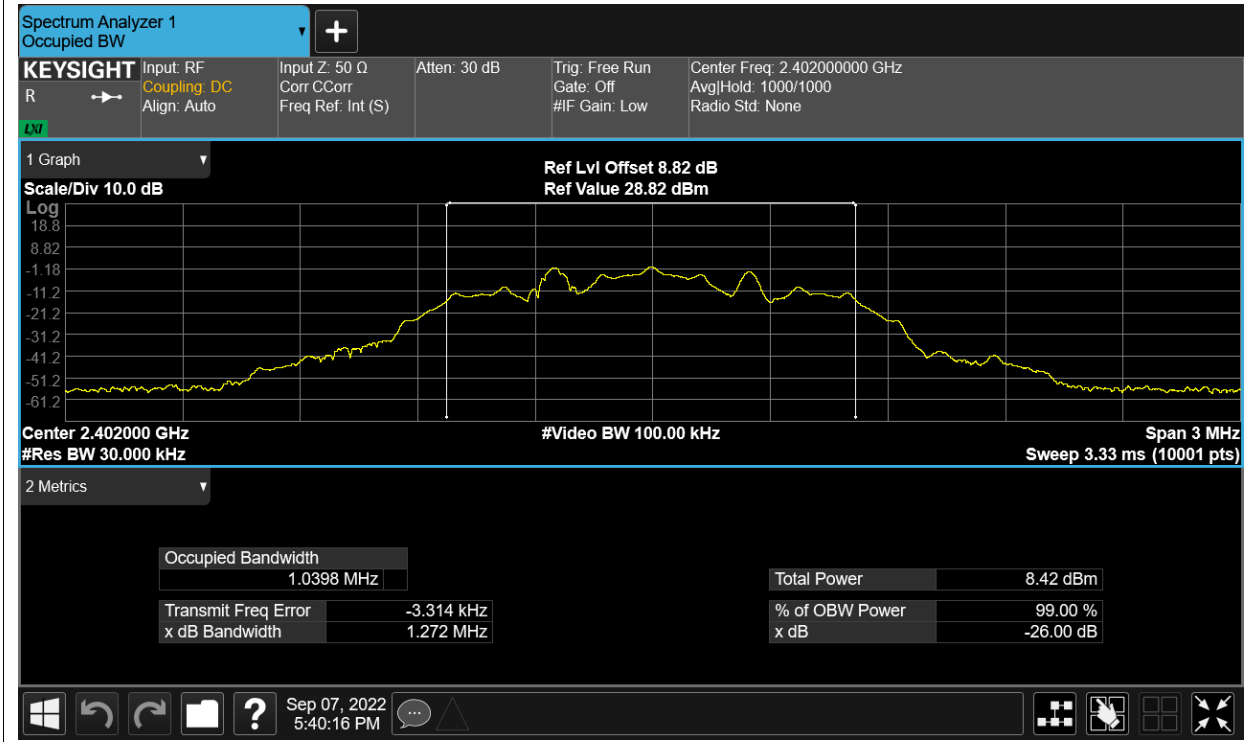 Spectrum Analyzer 1
Occupied BW
KEYSIGHT Input: RF Input Z: 50 Ω Atten: 30 dB Trig: Free Run Center Freq: 2.402000000 GHz
R Coupling: DC Corr CCorr Gate: Off Avg|Hold: 1000/1000
Align: Auto Freq Ref: Int (S) #IF Gain: Low Radio Std: None
LXI
1 Graph
Ref Lvl Offset 8.82 dB
Scale/Div 10.0 dB Ref Value 28.82 dBm
Log
18.8
8.82
-1.18
-11.2
-21.2
-31.2
-41.2
-51.2
-61.2
Center 2.402000 GHz #Video BW 100.00 kHz Span 3 MHz
#Res BW 30.000 kHz Sweep 3.33 ms (10001 pts)
2 Metrics
Occupied Bandwidth
1.0398 MHz Total Power 8.42 dBm
Transmit Freq Error -3.314 kHz % of OBW Power 99.00 %
x dB Bandwidth 1.272 MHz x dB -26.00 dB
? Sep 07, 2022
5:40:16 PM